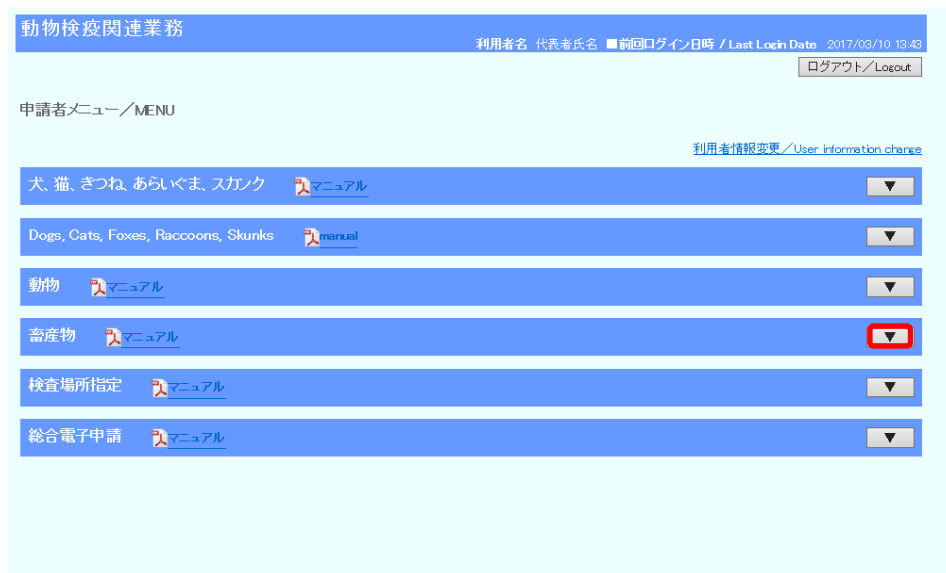 動物検疫関連業務
利用者名 代表者氏名 ■前回ログイン日時 / Last Login Date 2017/03/10 13:43
ログアウト／Logout
申請者メニュー／MENU
利用者情報変更／User information change
犬、猫、きつね、あらいぐま、スカンク マニュアル ▼
Dogs, Cats, Foxes, Raccoons, Skunks manual ▼
動物 マニュアル ▼
畜産物 マニュアル ▼
検査場所指定 マニュアル ▼
総合電子申請 マニュアル ▼